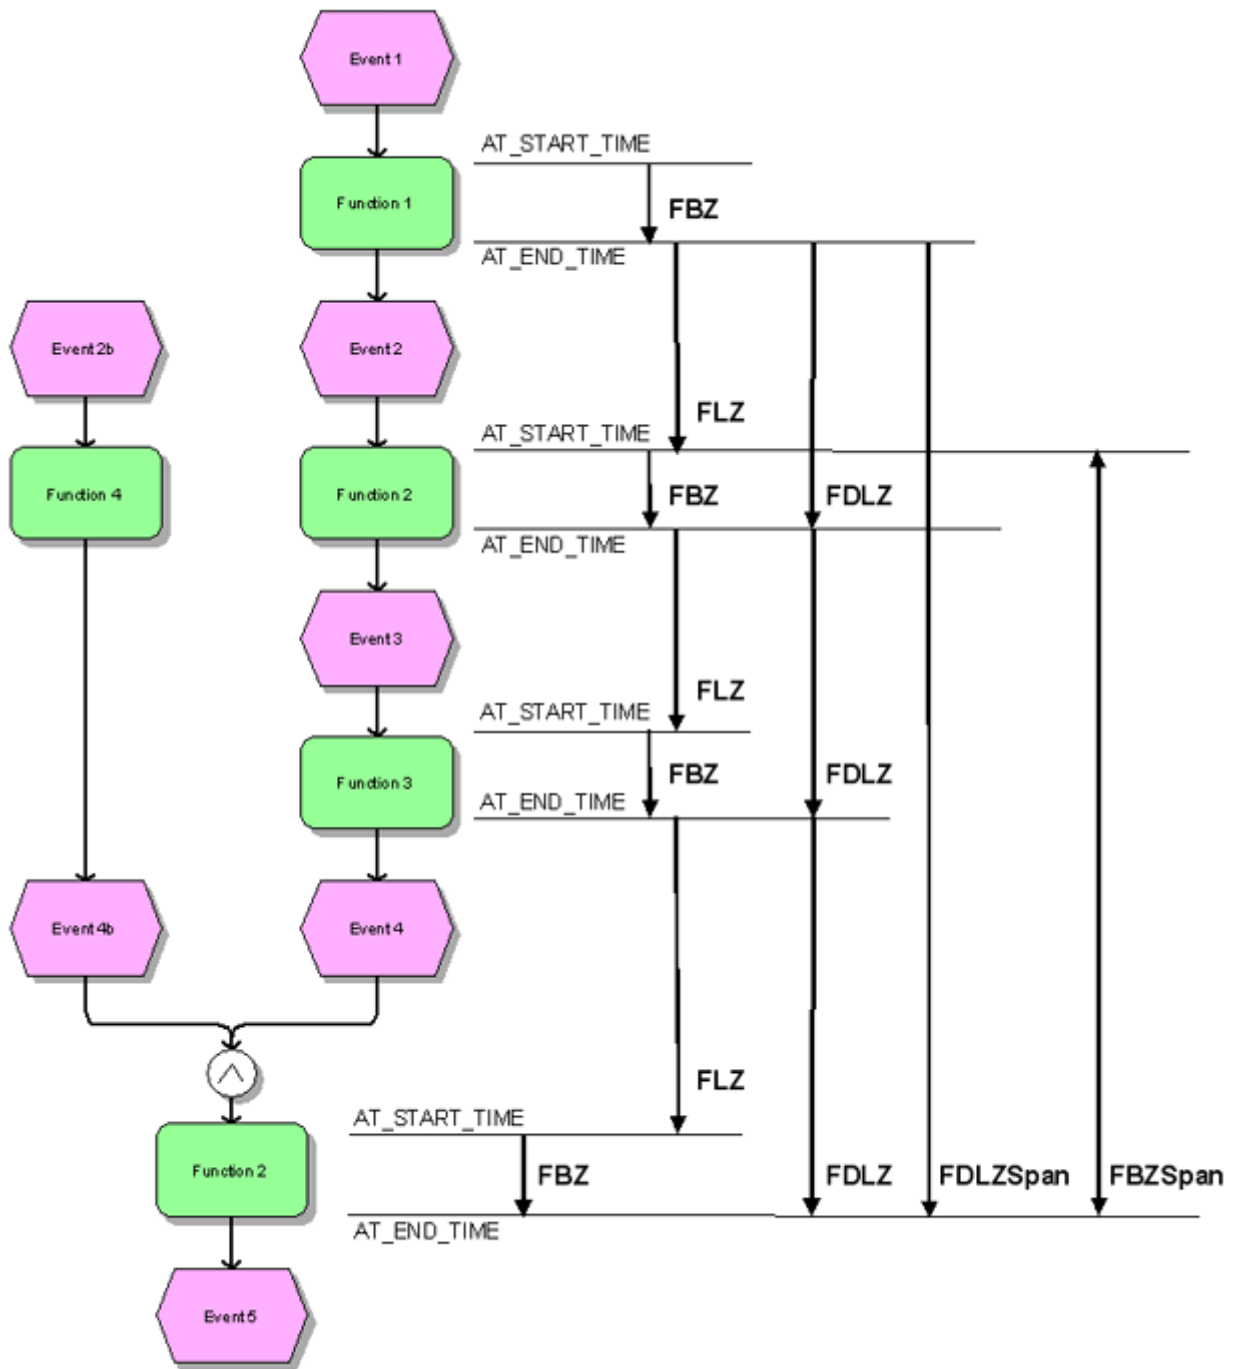 Event 1
AT_START_TIME
Function 1
FBZ
AT_END_TIME
Event 2b
Event 2
FLZ
AT_START_TIME
Function 4
Function 2
FBZ
FDLZ
AT_END_TIME
Event 3
FLZ
AT_START_TIME
Function 3
FBZ
FDLZ
AT_END_TIME
Event 4b
Event 4
FLZ
AT_START_TIME
Function 2
FBZ
FDLZ
FDLZSpan
FBZSpan
AT_END_TIME
Event 5